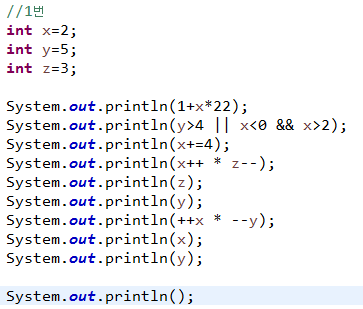 //1번
int x=2;
int y=5;
int z=3;
System.out.println(1+x*22);
System.out.println(y>4 || x<0 && x>2);
System.out.println(x+=4);
System.out.println(x++ * z--);
System.out.println(z);
System.out.println(y);
System.out.println(++x * --y);
System.out.println(x);
System.out.println(y);
System.out.println();